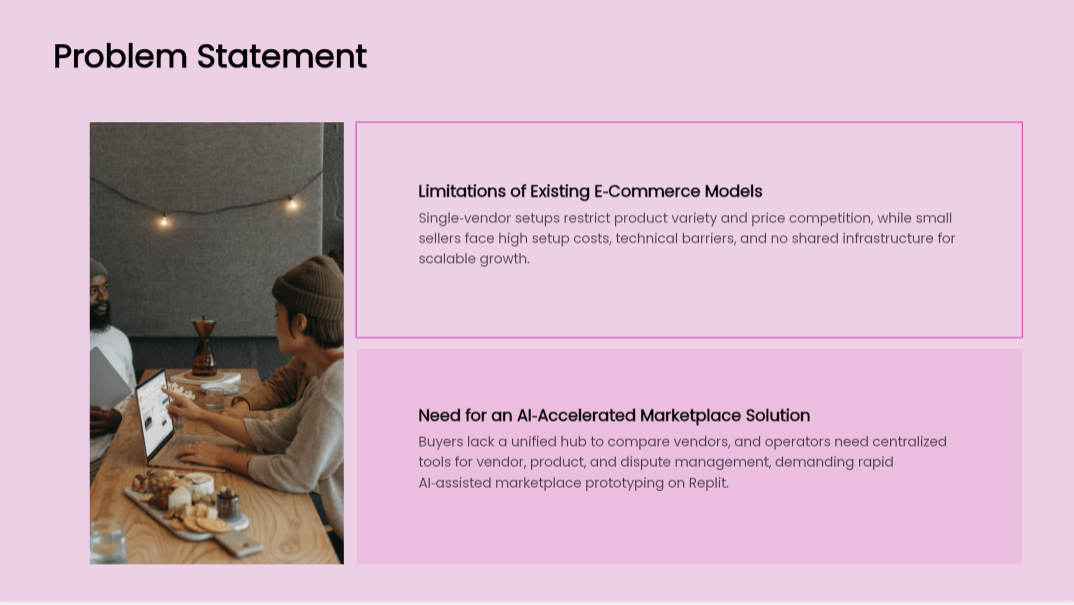 Problem Statement
Limitations of Existing E-Commerce Models
Single-vendor setups restrict product variety and price competition, while small
sellers face high setup costs, technical barriers, and no shared infrastructure for
scalable growth.
Need for an AI-Accelerated Marketplace Solution
Buyers lack a unified hub to compare vendors, and operators need centralized
tools for vendor, product, and dispute management, demanding rapid
AI-assisted marketplace prototyping on Replit.